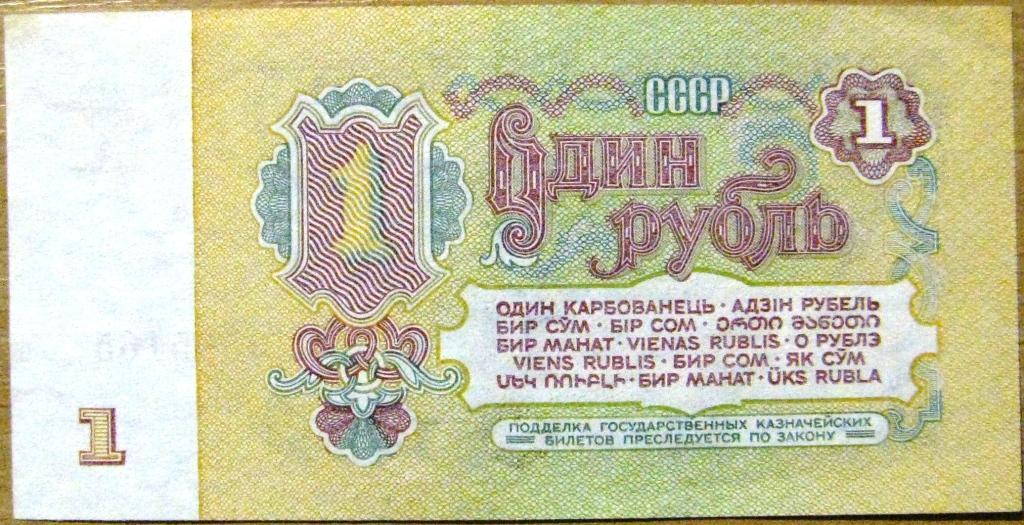 СССР
1
Один
рубль
1
ОДИН КАРБОВАНЕЦЬ · АДЗІН РУБЕЛЬ
БИР СЎМ · БІР СОМ · ერთი მანეთი
БИР МАНАТ · VIENAS RUBLIS · О РУБЛЭ
VIENS RUBLIS · БИР СОМ · ЯК СӮМ
ՄԵԿ ՌՈՒԲԼԻ · БИР МАНАТ · ÜKS RUBLA
ПОДДЕЛКА ГОСУДАРСТВЕННЫХ КАЗНАЧЕЙСКИХ
БИЛЕТОВ ПРЕСЛЕДУЕТСЯ ПО ЗАКОНУ
1